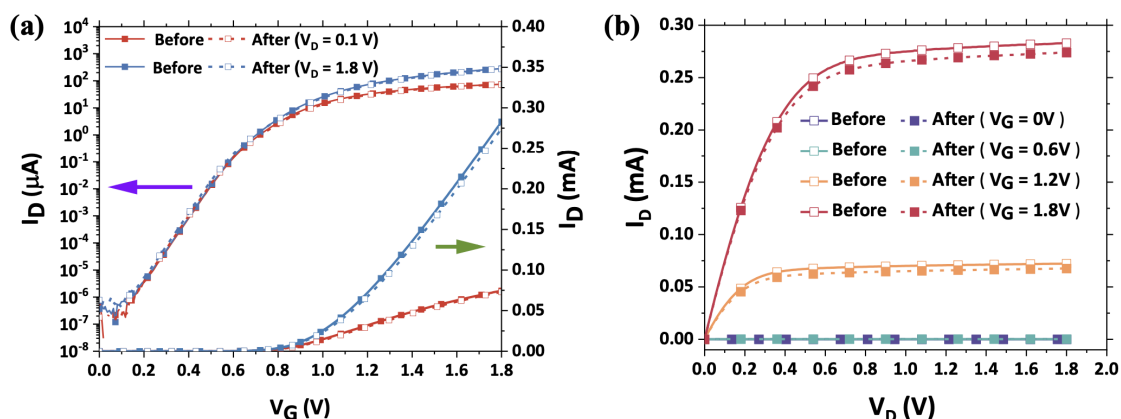 (a)
Before After (V_D = 0.1 V)
Before After (V_D = 1.8 V)
10^4
10^3
10^2
10^1
10^0
10^-1
10^-2
10^-3
10^-4
10^-5
10^-6
10^-7
10^-8
I_D (μA)
0.40
0.35
0.30
0.25
0.20
0.15
0.10
0.05
0.00
I_D (mA)
0.0 0.2 0.4 0.6 0.8 1.0 1.2 1.4 1.6 1.8
V_G (V)
(b)
0.30
0.25
0.20
0.15
0.10
0.05
0.00
I_D (mA)
Before After ( V_G = 0V)
Before After ( V_G = 0.6V)
Before After ( V_G = 1.2V)
Before After ( V_G = 1.8V)
0.0 0.2 0.4 0.6 0.8 1.0 1.2 1.4 1.6 1.8 2.0
V_D (V)